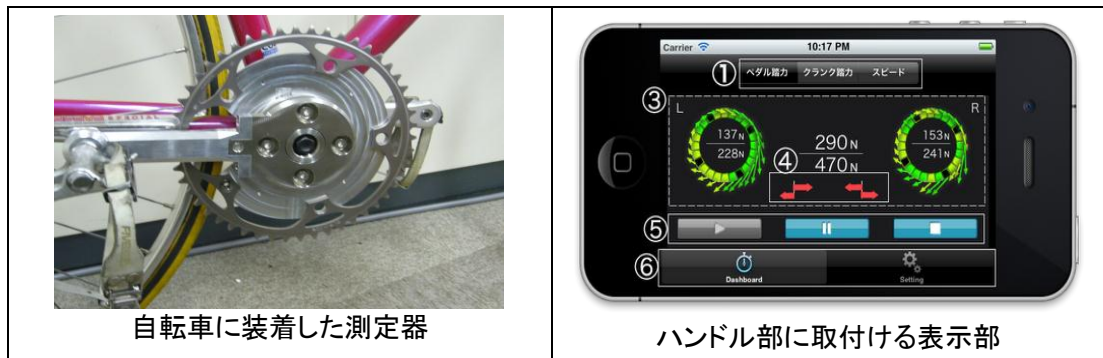 SPECIAL
自転車に装着した測定器
Carrier
10:17 PM
① ペダル踏力 クランク踏力 スピード
③
L
R
137N
228N
290N
470N
153N
241N
④
⑤
⑥
Dashboard
Setting
ハンドル部に取付ける表示部